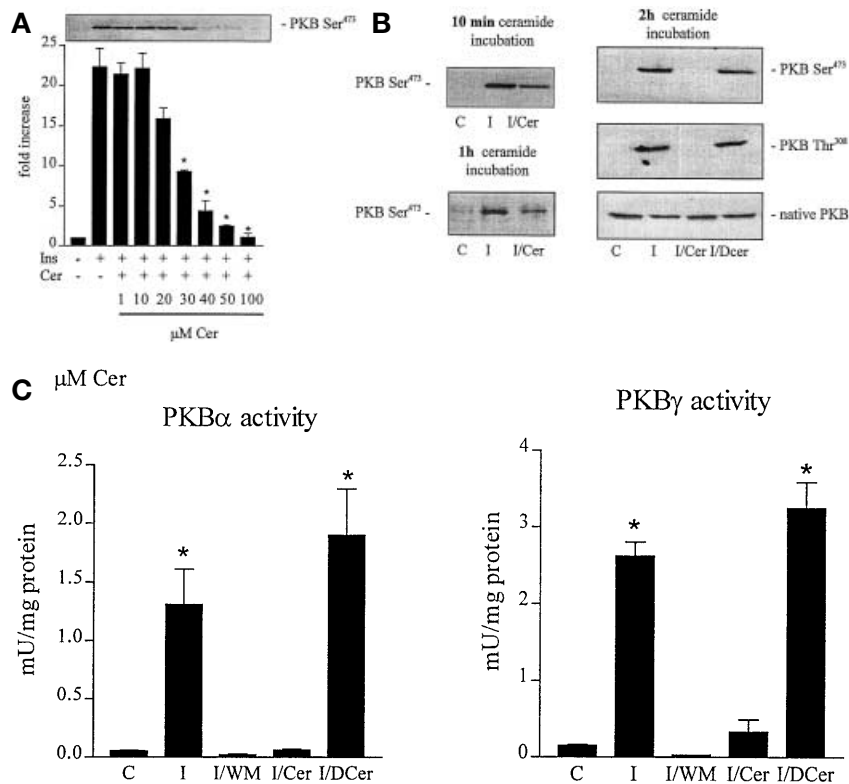 A
- PKB Ser⁴⁷³
fold increase
25
20
15
10
5
0
* * * * *
Ins - + + + + + + + +
Cer - - + + + + + + +
1 10 20 30 40 50 100
µM Cer
B
10 min ceramide
incubation
PKB Ser⁴⁷³ -
C I I/Cer
1h ceramide
incubation
PKB Ser⁴⁷³ -
C I I/Cer
2h ceramide
incubation
- PKB Ser⁴⁷³
- PKB Thr³⁰⁸
- native PKB
C I I/Cer I/Dcer
C
µM Cer
PKBα activity
mU/mg protein
2.5
2.0
1.5
1.0
0.5
0.0
* *
C I I/WM I/Cer I/DCer
PKBγ activity
mU/mg protein
4
3
2
1
0
* *
C I I/WM I/Cer I/DCer